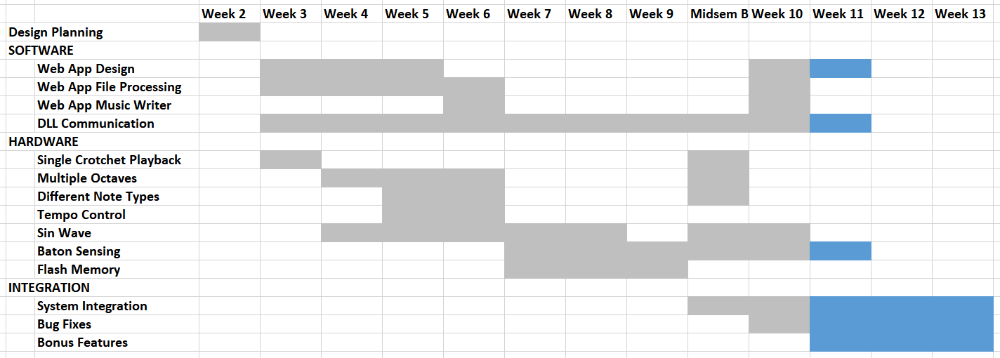 Week 2 Week 3 Week 4 Week 5 Week 6 Week 7 Week 8 Week 9 Midsem B Week 10 Week 11 Week 12 Week 13
Design Planning
SOFTWARE
Web App Design
Web App File Processing
Web App Music Writer
DLL Communication
HARDWARE
Single Crotchet Playback
Multiple Octaves
Different Note Types
Tempo Control
Sin Wave
Baton Sensing
Flash Memory
INTEGRATION
System Integration
Bug Fixes
Bonus Features